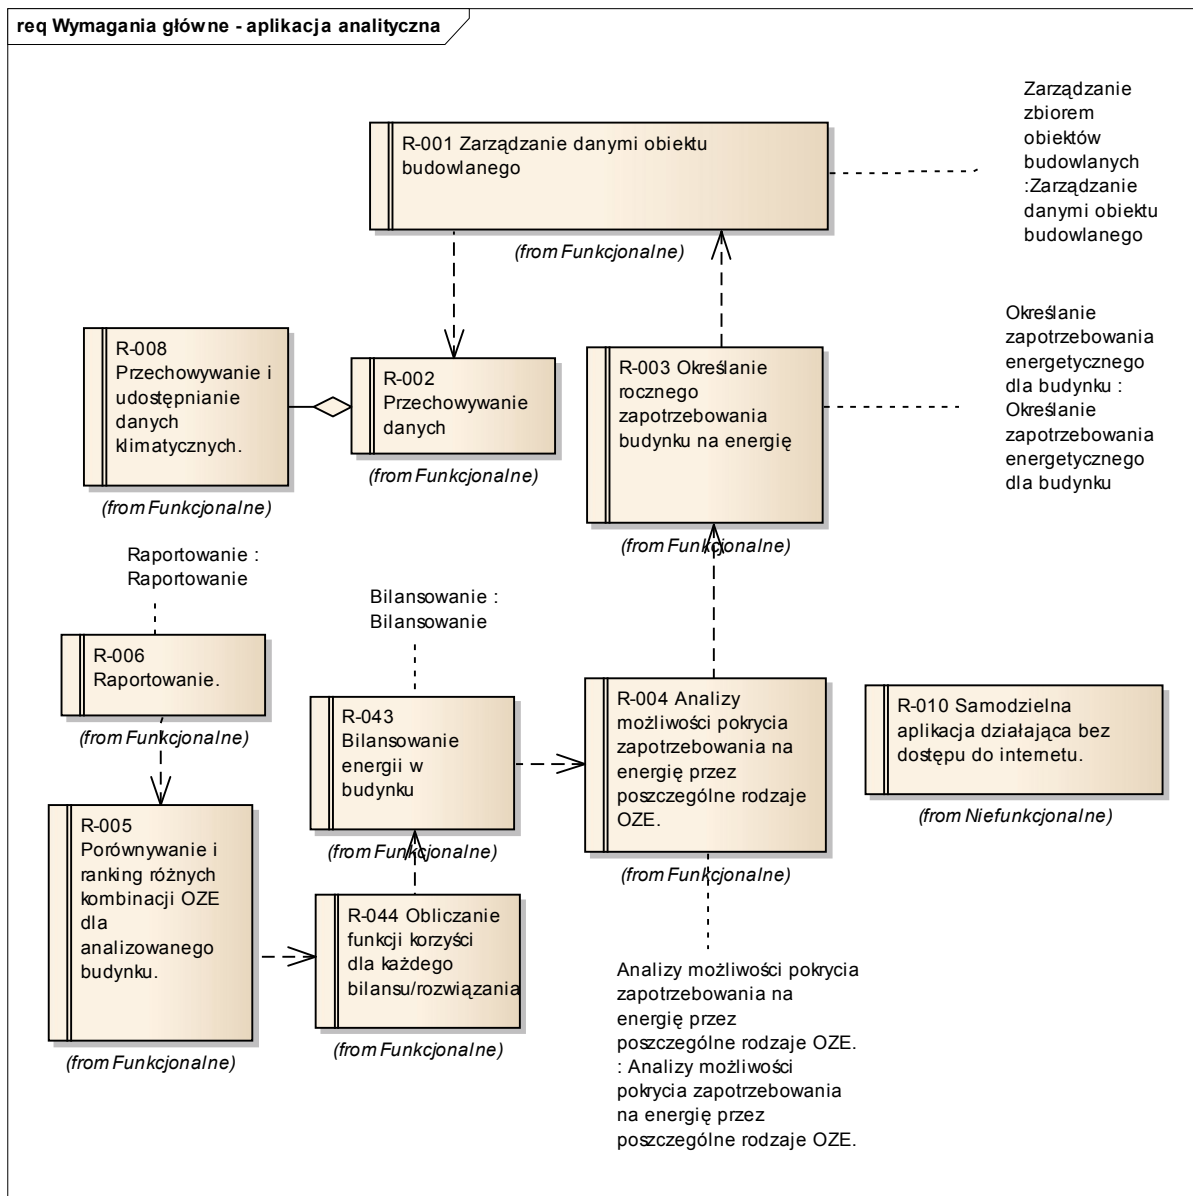 req Wymagania główne - aplikacja analityczna
Zarządzanie
zbiorem
obiektów
budowlanych
:Zarządzanie
danymi obiektu
budowlanego
R-001 Zarządzanie danymi obiektu
budowlanego
(from Funkcjonalne)
Określanie
zapotrzebowania
energetycznego
dla budynku :
Określanie
zapotrzebowania
energetycznego
dla budynku
R-008
Przechowywanie i
udostępnianie
danych
klimatycznych.
(from Funkcjonalne)
R-002
Przechowywanie
danych
(from Funkcjonalne)
R-003 Określanie
rocznego
zapotrzebowania
budynku na energię
(from Funkcjonalne)
Raportowanie :
Raportowanie
Bilansowanie :
Bilansowanie
R-006
Raportowanie.
(from Funkcjonalne)
R-043
Bilansowanie
energii w
budynku
(from Funkcjonalne)
R-004 Analizy
możliwości pokrycia
zapotrzebowania na
energię przez
poszczególne rodzaje
OZE.
(from Funkcjonalne)
R-010 Samodzielna
aplikacja działająca bez
dostępu do internetu.
(from Niefunkcjonalne)
R-005
Porównywanie i
ranking różnych
kombinacji OZE
dla
analizowanego
budynku.
(from Funkcjonalne)
R-044 Obliczanie
funkcji korzyści
dla każdego
bilansu/rozwiązania
(from Funkcjonalne)
Analizy możliwości pokrycia
zapotrzebowania na
energię przez
poszczególne rodzaje OZE.
: Analizy możliwości
pokrycia zapotrzebowania
na energię przez
poszczególne rodzaje OZE.